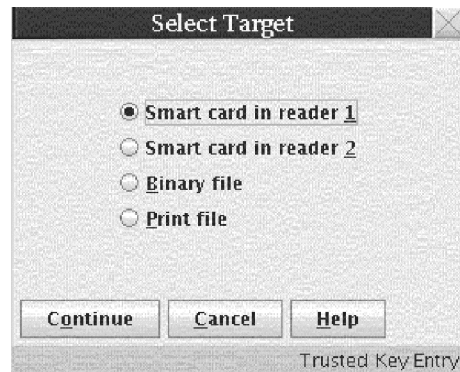 Select Target
Smart card in reader 1
Smart card in reader 2
Binary file
Print file
Continue Cancel Help
Trusted Key Entry